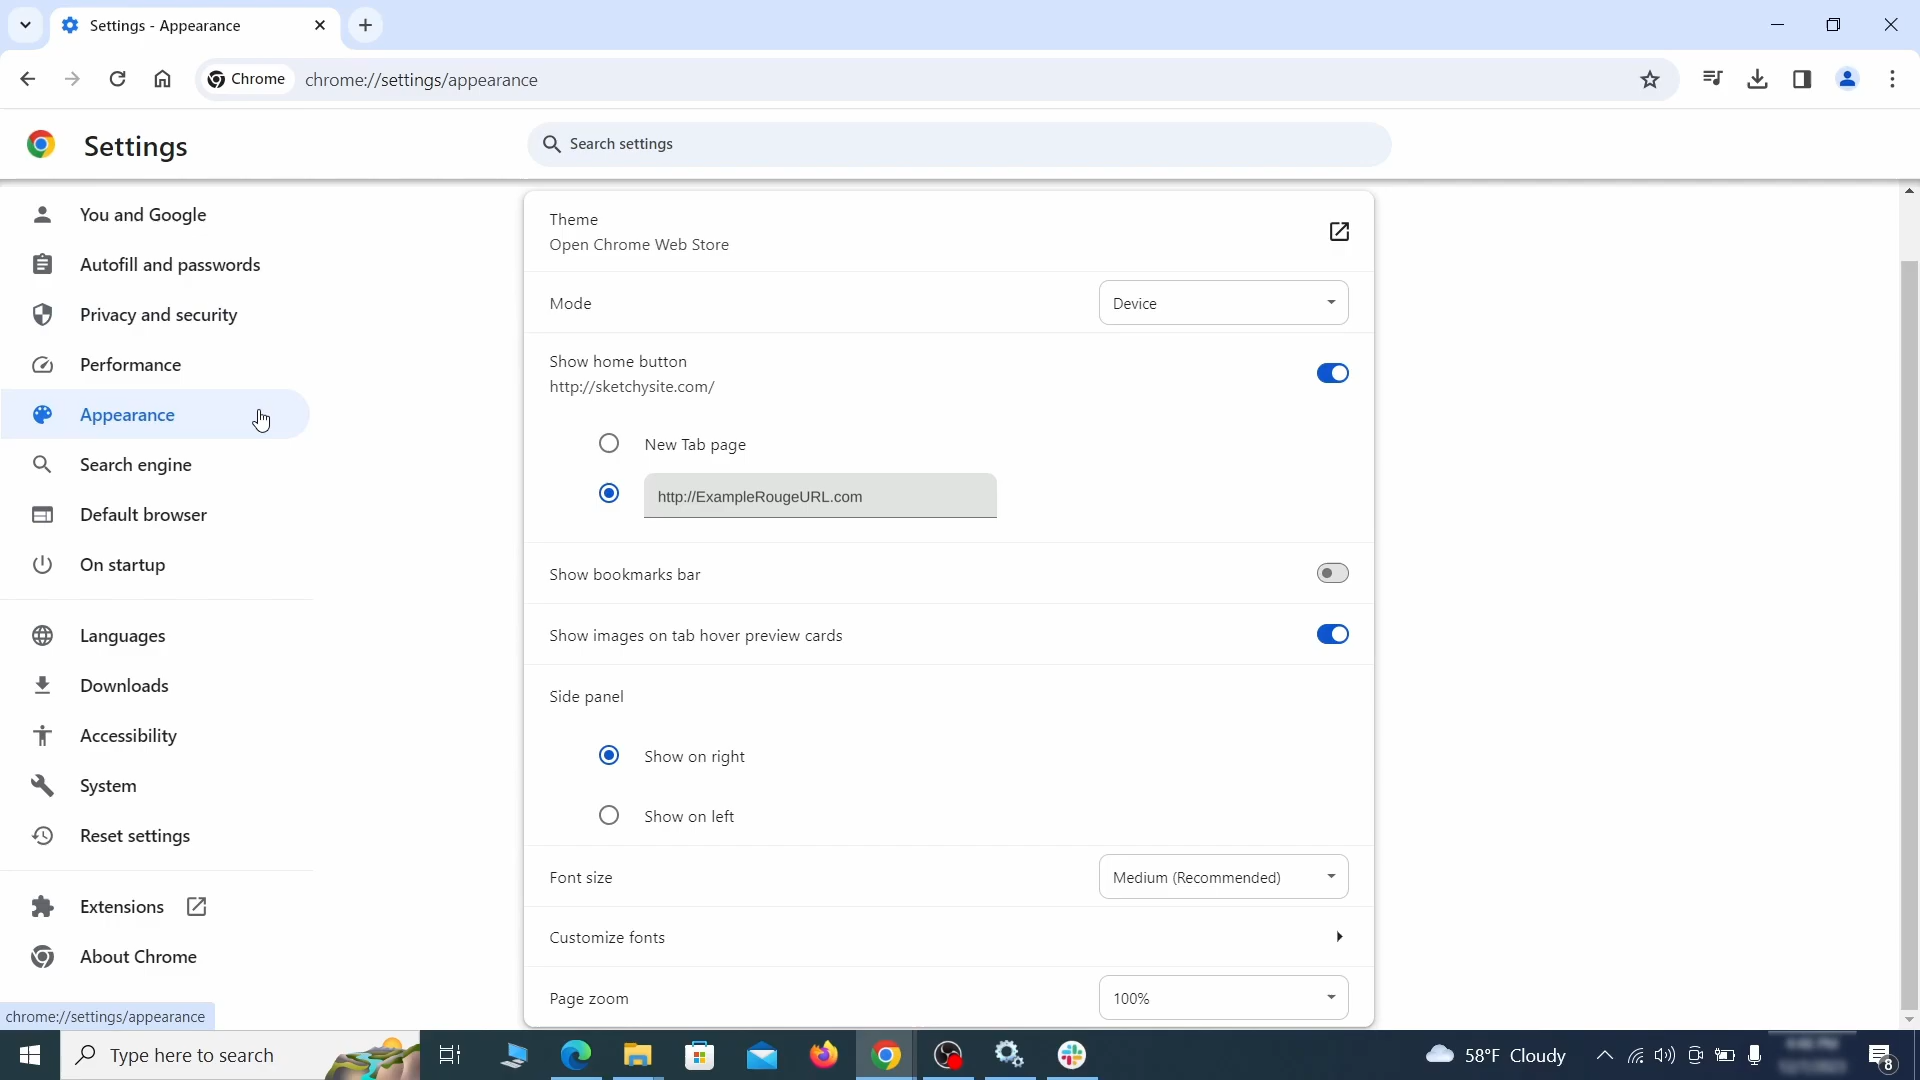 Settings - Appearance
Chrome
chrome://settings/appearance
Settings
Search settings
You and Google
Autofill and passwords
Privacy and security
Performance
Appearance
Search engine
Default browser
On startup
Languages
Downloads
Accessibility
System
Reset settings
Extensions
About Chrome
Theme
Open Chrome Web Store
Mode
Device
Show home button
http://sketchysite.com/
New Tab page
http://ExampleRougeURL.com
Show bookmarks bar
Show images on tab hover preview cards
Side panel
Show on right
Show on left
Font size
Medium (Recommended)
Customize fonts
Page zoom
100%
chrome://settings/appearance
Type here to search
58°F Cloudy
8